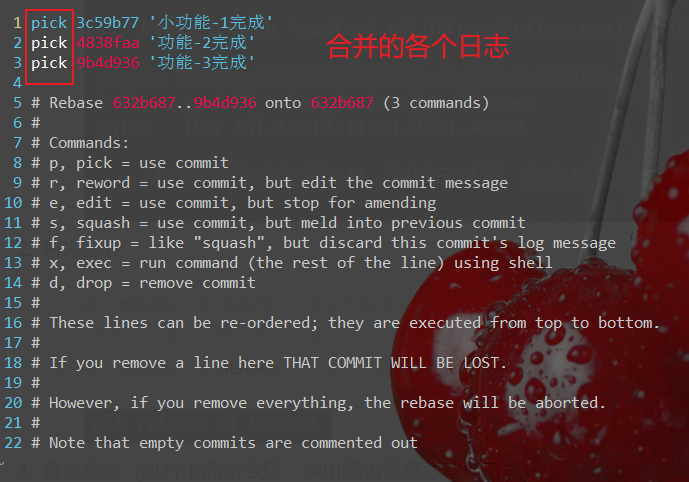 1 pick 3c59b77 '小功能-1完成'
2 pick 4838faa '功能-2完成'
3 pick 9b4d936 '功能-3完成'
合并的各个日志
4
5 # Rebase 632b687..9b4d936 onto 632b687 (3 commands)
6 #
7 # Commands:
8 # p, pick = use commit
9 # r, reword = use commit, but edit the commit message
10 # e, edit = use commit, but stop for amending
11 # s, squash = use commit, but meld into previous commit
12 # f, fixup = like "squash", but discard this commit's log message
13 # x, exec = run command (the rest of the line) using shell
14 # d, drop = remove commit
15 #
16 # These lines can be re-ordered; they are executed from top to bottom.
17 #
18 # If you remove a line here THAT COMMIT WILL BE LOST.
19 #
20 # However, if you remove everything, the rebase will be aborted.
21 #
22 # Note that empty commits are commented out
~